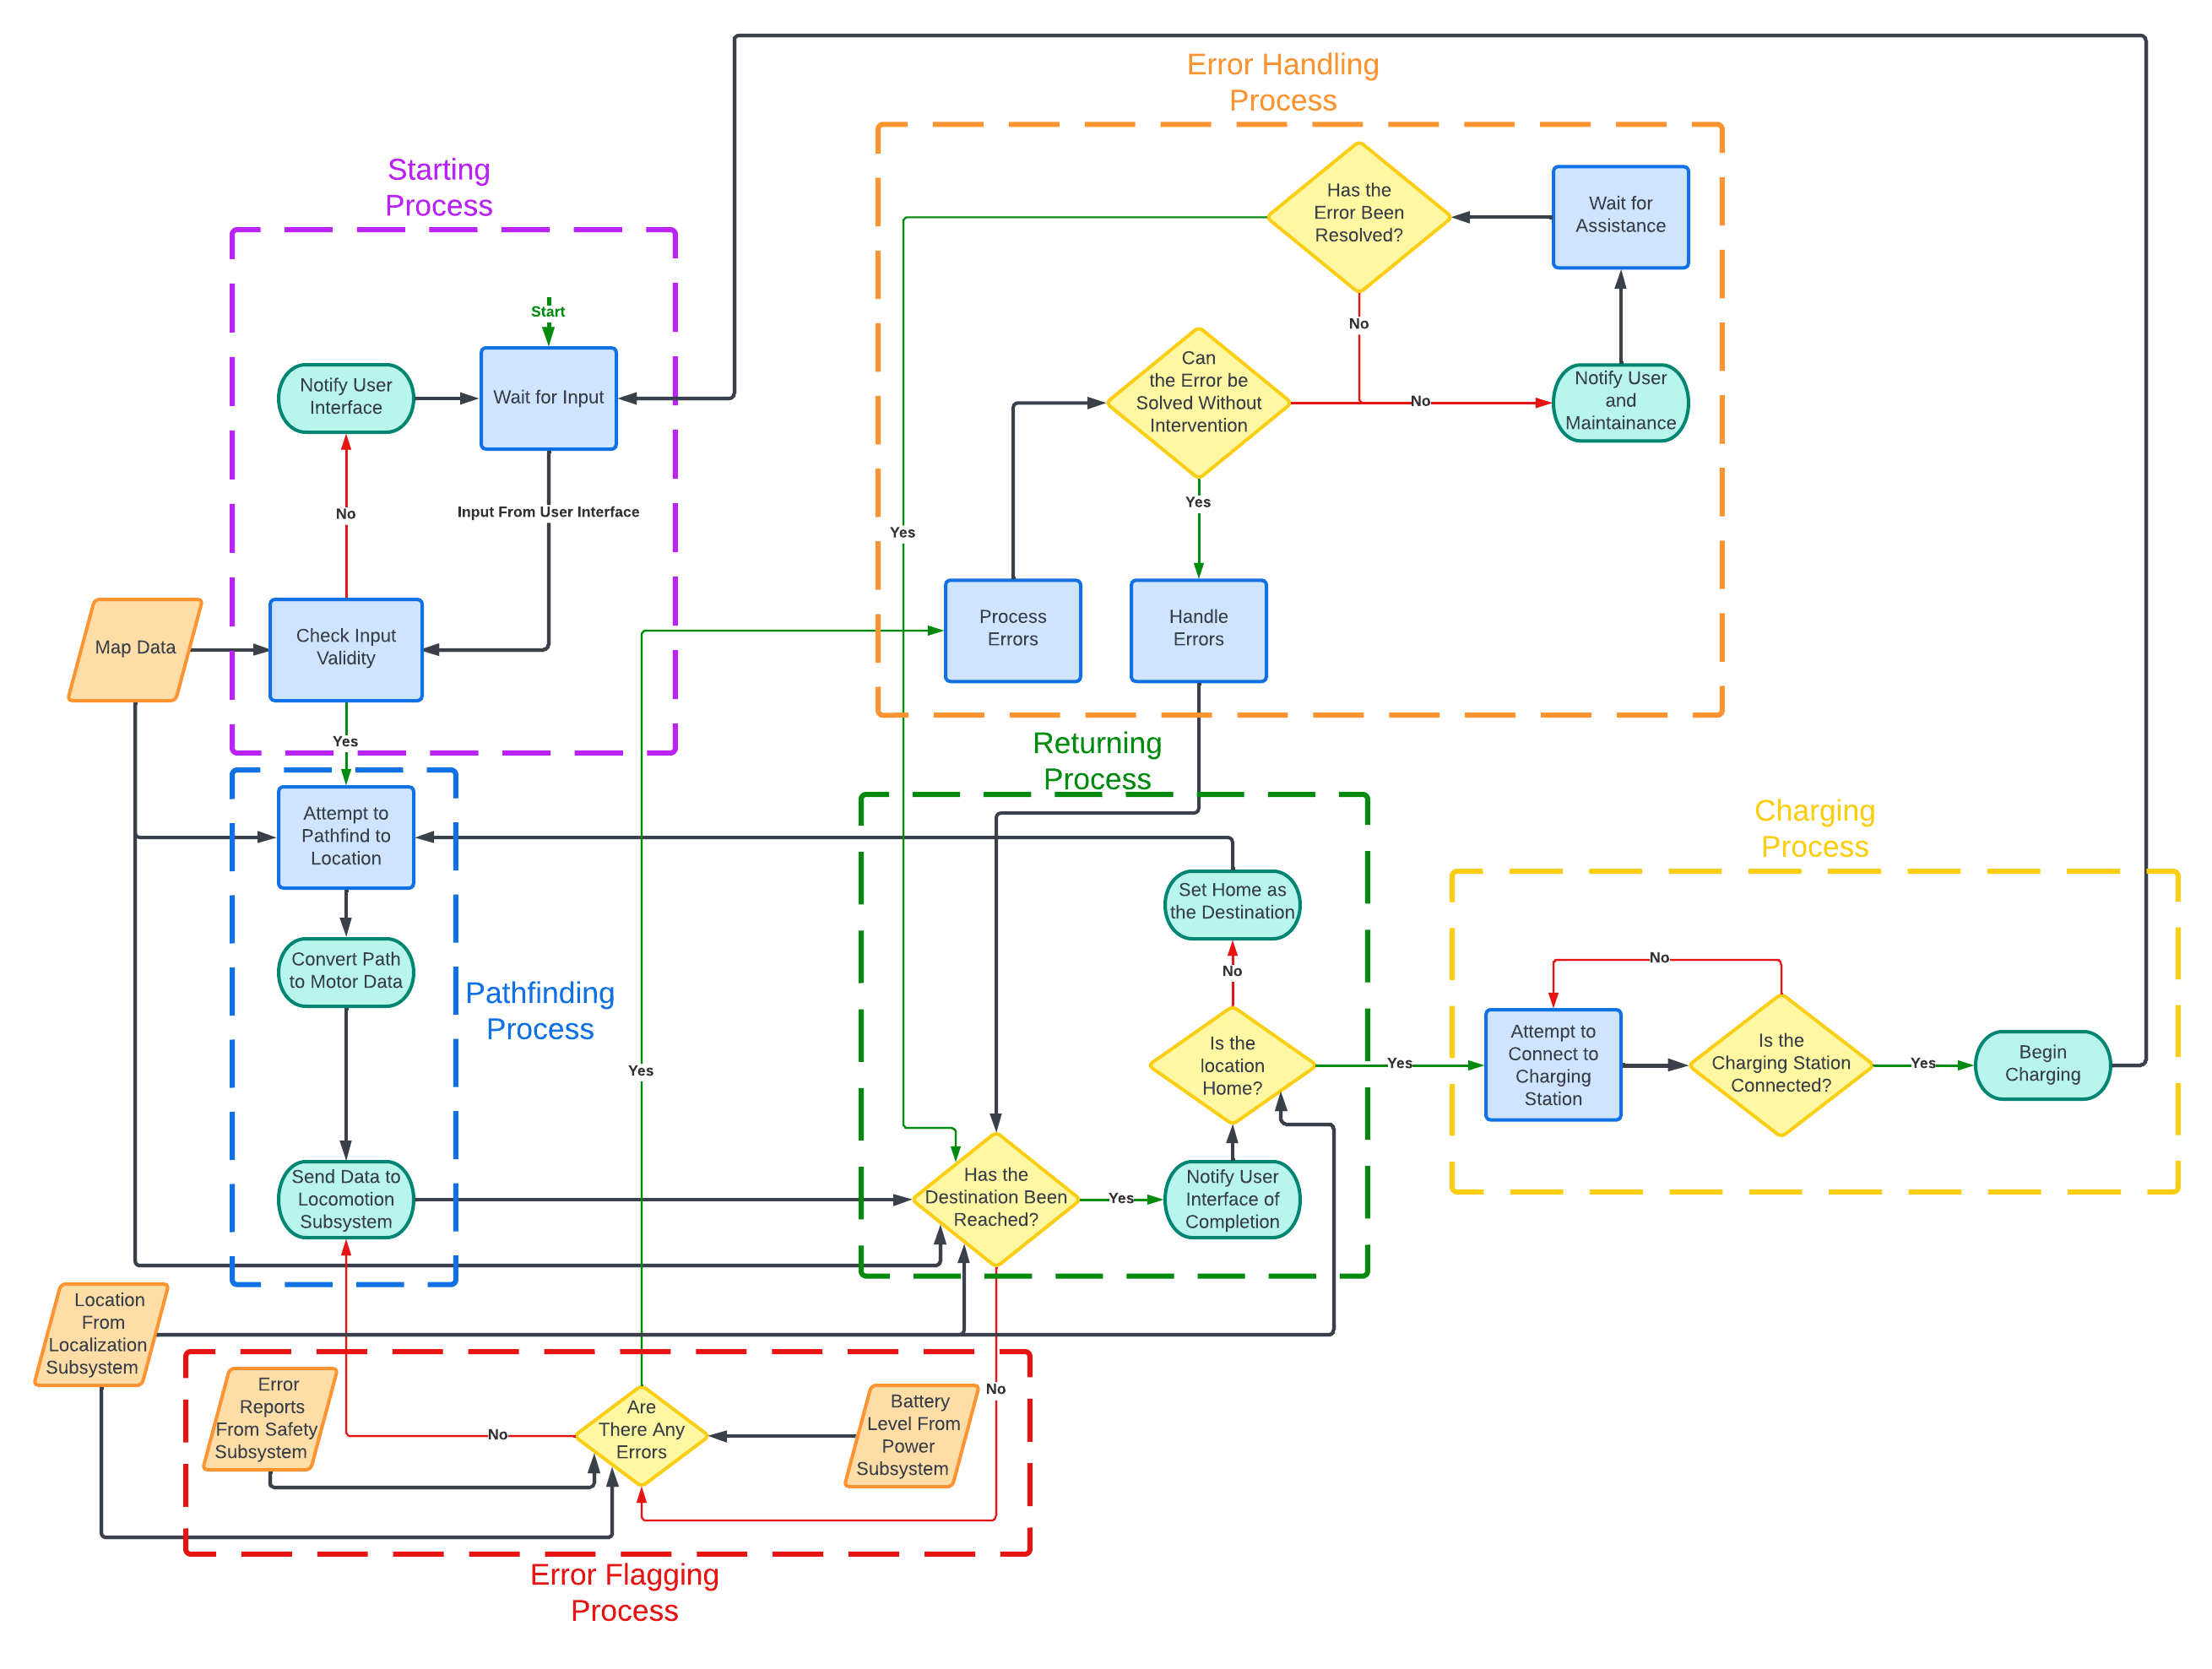 Error Handling
Process
Starting
Process
Has the
Error Been
Resolved?
Wait for
Assistance
Start
No
Notify User
Interface
Wait for Input
Can
the Error be
Solved Without
Intervention
No
Notify User
and
Maintainance
Yes
No
Input From User Interface
Yes
Map Data
Check Input
Validity
Process
Errors
Handle
Errors
Yes
Returning
Process
Attempt to
Pathfind to
Location
Charging
Process
Set Home as
the Destination
Convert Path
to Motor Data
Pathfinding
Process
No
No
Is the
location
Home?
Yes
Attempt to
Connect to
Charging
Station
Is the
Charging Station
Connected?
Yes
Begin
Charging
Yes
Send Data to
Locomotion
Subsystem
Has the
Destination Been
Reached?
Yes
Notify User
Interface of
Completion
Location
From
Localization
Subsystem
Error
Reports
From Safety
Subsystem
No
Are
There Any
Errors
Battery
Level From
Power
Subsystem
No
Error Flagging
Process